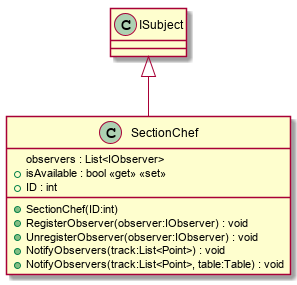 C ISubject
C SectionChef
observers : List<IObserver>
isAvailable : bool «get» «set»
ID : int
SectionChef(ID:int)
RegisterObserver(observer:IObserver) : void
UnregisterObserver(observer:IObserver) : void
NotifyObservers(track:List<Point>) : void
NotifyObservers(track:List<Point>, table:Table) : void